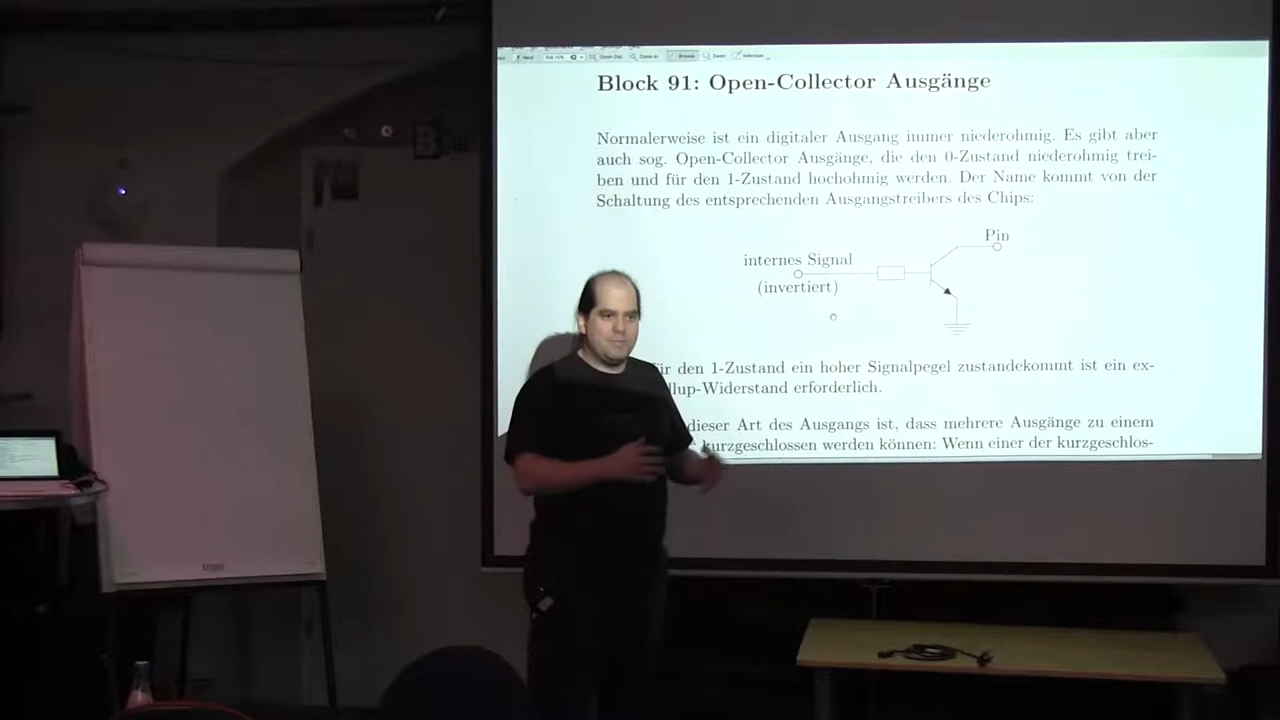 Block 91: Open-Collector Ausgänge
Normalerweise ist ein digitaler Ausgang immer niederohmig. Es gibt aber
auch sog. Open-Collector Ausgänge, die den 0-Zustand niederohmig trei-
ben und für den 1-Zustand hochohmig werden. Der Name kommt von der
Schaltung des entsprechenden Ausgangstreibers des Chips:
Pin
internes Signal
(invertiert)
für den 1-Zustand ein hoher Signalpegel zustandekommt ist ein ex-
llup-Widerstand erforderlich.
dieser Art des Ausgangs ist, dass mehrere Ausgänge zu einem
kurzgeschlossen werden können: Wenn einer der kurzgeschlos-